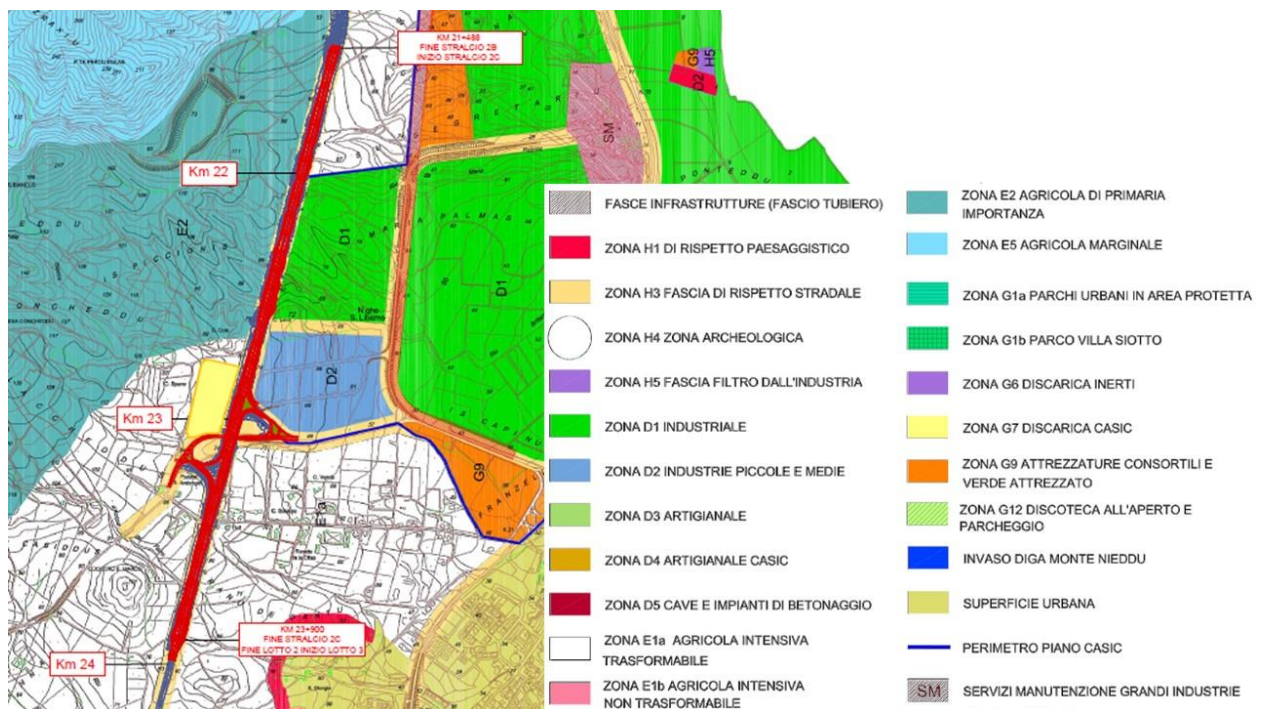 KM 21+488
FINE STRALCIO 2B
INIZIO STRALCIO 2C
G9
H5
D2
SM
Km 22
E2
D1
D1
D2
Km 23
G9
E1a
KM 23+900
FINE STRALCIO 2C
FINE LOTTO 2 INIZIO LOTTO 3
Km 24
FASCE INFRASTRUTTURE (FASCIO TUBIERO)
ZONA H1 DI RISPETTO PAESAGGISTICO
ZONA H3 FASCIA DI RISPETTO STRADALE
ZONA H4 ZONA ARCHEOLOGICA
ZONA H5 FASCIA FILTRO DALL'INDUSTRIA
ZONA D1 INDUSTRIALE
ZONA D2 INDUSTRIE PICCOLE E MEDIE
ZONA D3 ARTIGIANALE
ZONA D4 ARTIGIANALE CASIC
ZONA D5 CAVE E IMPIANTI DI BETONAGGIO
ZONA E1a AGRICOLA INTENSIVA
TRASFORMABILE
ZONA E1b AGRICOLA INTENSIVA
NON TRASFORMABILE
ZONA E2 AGRICOLA DI PRIMARIA
IMPORTANZA
ZONA E5 AGRICOLA MARGINALE
ZONA G1a PARCHI URBANI IN AREA PROTETTA
ZONA G1b PARCO VILLA SIOTTO
ZONA G6 DISCARICA INERTI
ZONA G7 DISCARICA CASIC
ZONA G9 ATTREZZATURE CONSORTILI E
VERDE ATTREZZATO
ZONA G12 DISCOTECA ALL'APERTO E
PARCHEGGIO
INVASO DIGA MONTE NIEDDU
SUPERFICIE URBANA
PERIMETRO PIANO CASIC
SM
SERVIZI MANUTENZIONE GRANDI INDUSTRIE